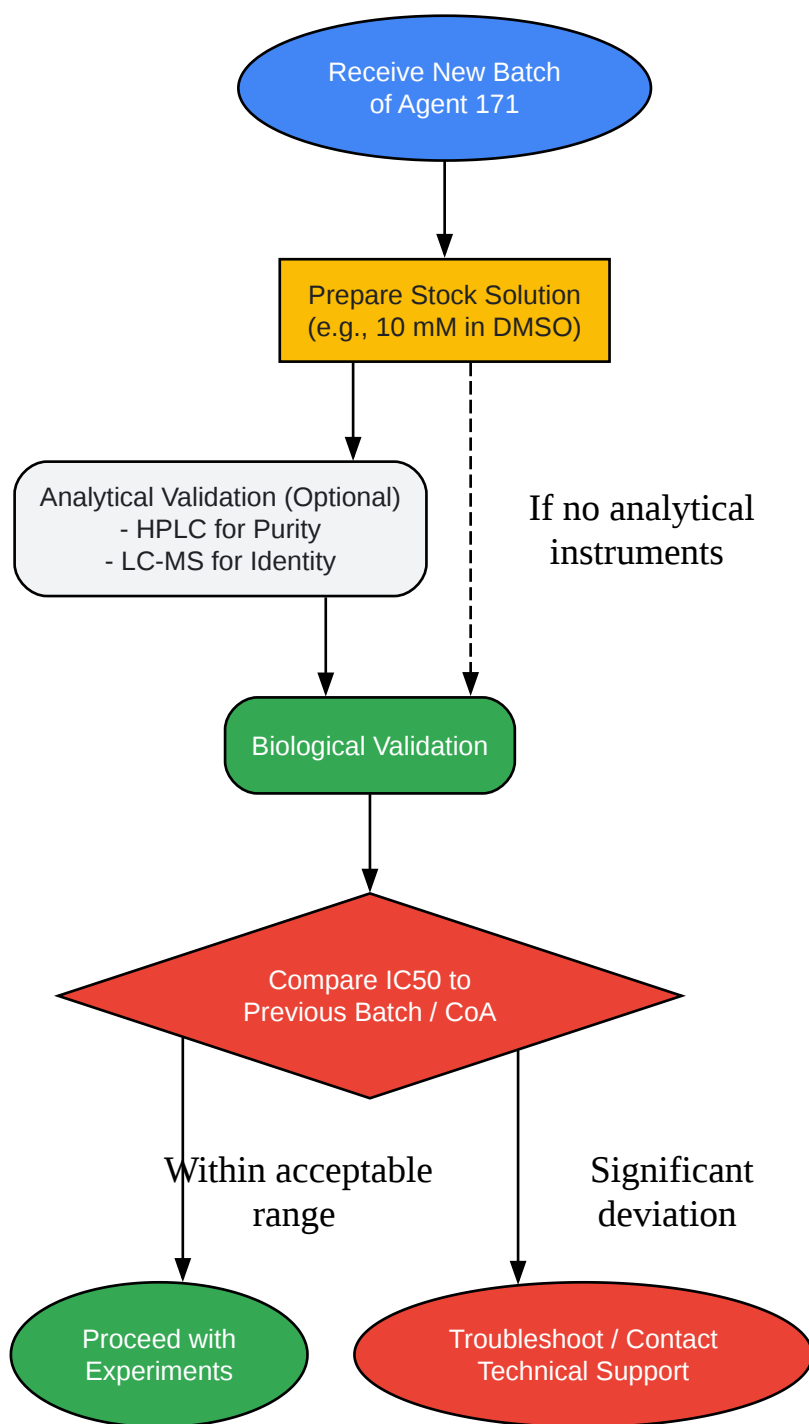 Receive New Batch
of Agent 171
Prepare Stock Solution
(e.g., 10 mM in DMSO)
Analytical Validation (Optional)
- HPLC for Purity
- LC-MS for Identity
If no analytical
instruments
Biological Validation
Compare IC50 to
Previous Batch / CoA
Within acceptable
range
Significant
deviation
Proceed with
Experiments
Troubleshoot / Contact
Technical Support